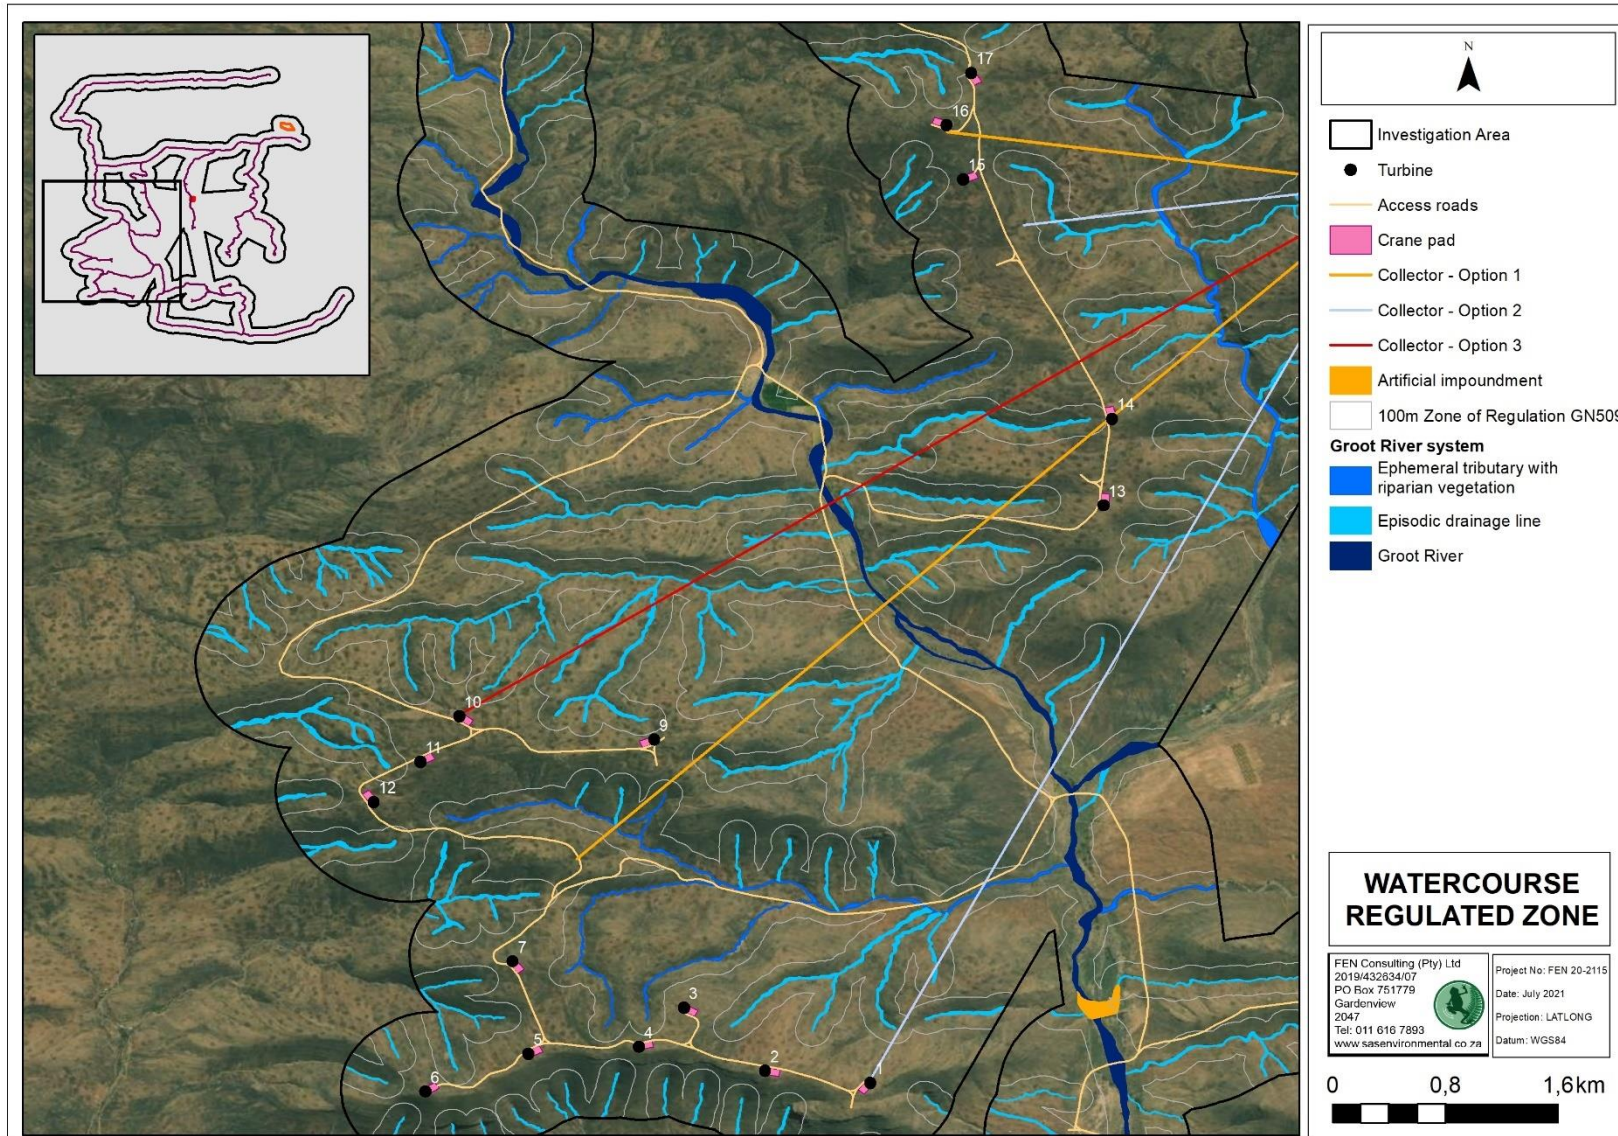 17
16
15
14
13
10
9
11
12
7
3
4
5
2
1
6
N
Investigation Area
Turbine
Access roads
Crane pad
Collector - Option 1
Collector - Option 2
Collector - Option 3
Artificial impoundment
100m Zone of Regulation GN509
Groot River system
Ephemeral tributary with
riparian vegetation
Episodic drainage line
Groot River
WATERCOURSE
REGULATED ZONE
FEN Consulting (Pty) Ltd
2019/432634/07
PO Box 751779
Gardenview
2047
Tel: 011 616 7893
www.sasenvironmental.co.za
Project No: FEN 20-2115
Date: July 2021
Projection: LATLONG
Datum: WGS84
0 0,8 1,6 km